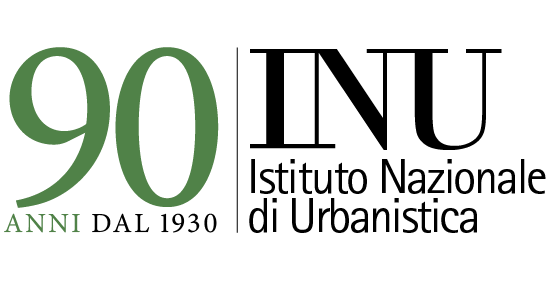 90
ANNI DAL 1930
INU
Istituto Nazionale
di Urbanistica